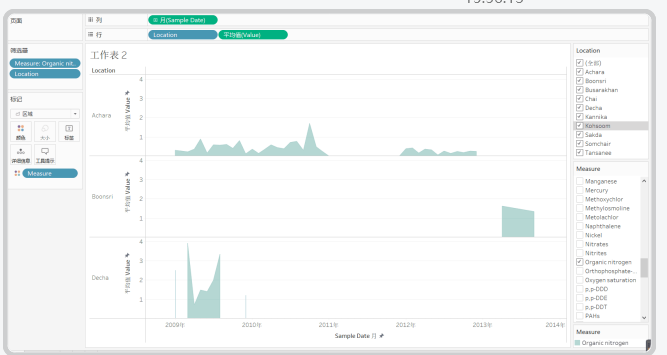 页面
iii 列
月(Sample Date)
行
Location
平均值(Value)
筛选器
Measure: Organic nit..
Location
标记
区域
颜色
大小
标签
详细信息
工具提示
Measure
工作表 2
Location
Achara
平均值 Value
4
3
2
1
Boonsri
平均值 Value
4
3
2
1
Decha
平均值 Value
4
3
2
1
2009年
2010年
2011年
2012年
2013年
2014年
Sample Date 月
Location
(全部)
Achara
Boonsri
Busarakhan
Chai
Decha
Kannika
Kohsoom
Sakda
Somchair
Tansanee
Measure
Manganese
Mercury
Methoxychlor
Methylosmoline
Metolachlor
Naphthalene
Nickel
Nitrates
Nitrites
Organic nitrogen
Orthophosphate-...
Oxygen saturation
p,p-DDD
p,p-DDE
p,p-DDT
PAHs
Measure
Organic nitrogen